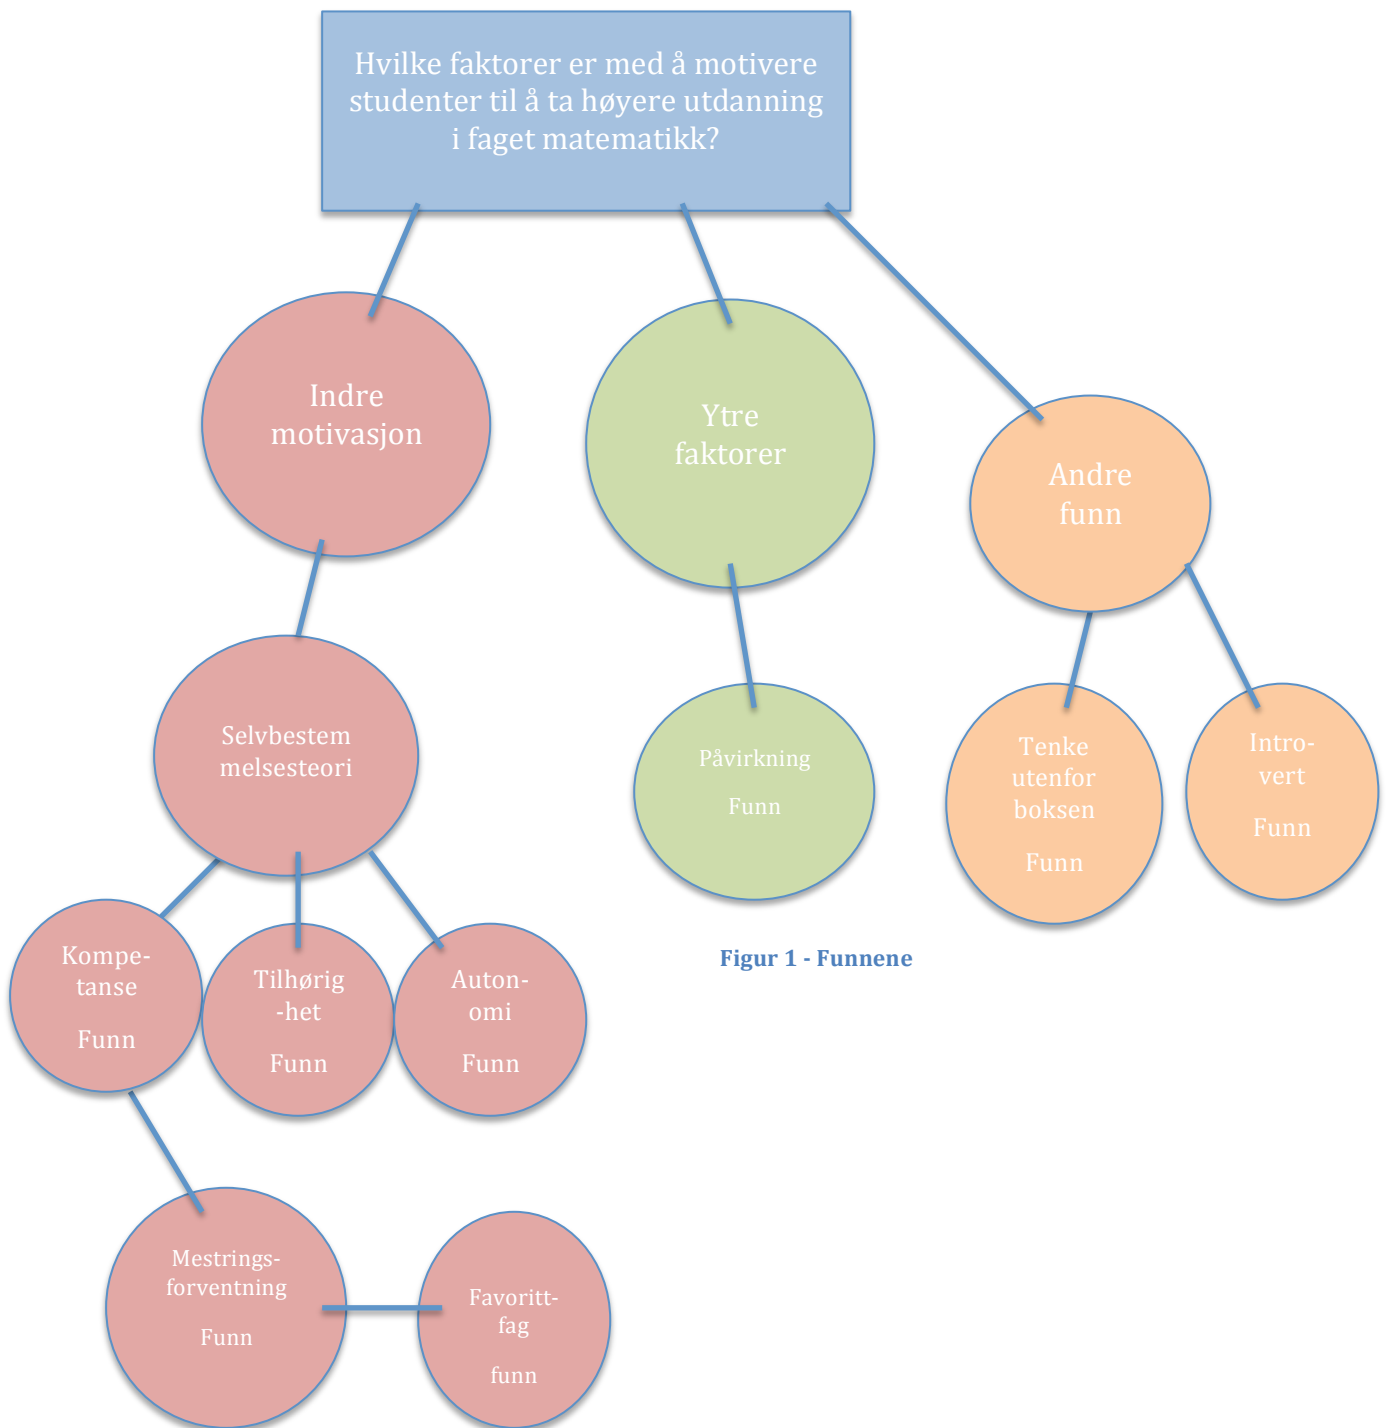 Hvilke faktorer er med å motivere
studenter til å ta høyere utdanning
i faget matematikk?
Indre
motivasjon
Ytre
faktorer
Andre
funn
Selvbestem
melsesteori
Påvirkning
Funn
Tenke
utenfor
boksen
Funn
Intro-
vert
Funn
Kompe-
tanse
Funn
Tilhørig
-het
Funn
Auton-
omi
Funn
Figur 1 - Funnene
Mestrings-
forventning
Funn
Favoritt-
fag
funn